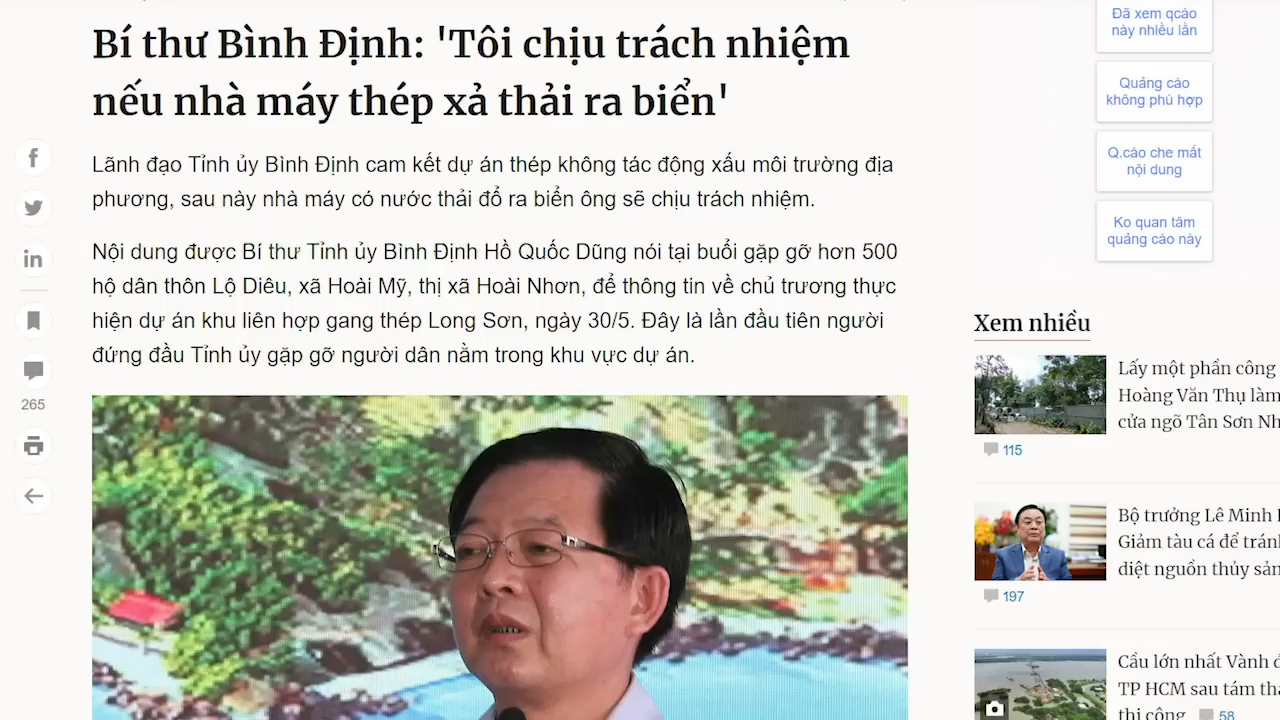 Bí thư Bình Định: 'Tôi chịu trách nhiệm
nếu nhà máy thép xả thải ra biển'
Lãnh đạo Tỉnh ủy Bình Định cam kết dự án thép không tác động xấu môi trường địa
phương, sau này nhà máy có nước thải đổ ra biển ông sẽ chịu trách nhiệm.
Nội dung được Bí thư Tỉnh ủy Bình Định Hồ Quốc Dũng nói tại buổi gặp gỡ hơn 500
hộ dân thôn Lộ Diêu, xã Hoài Mỹ, thị xã Hoài Nhơn, để thông tin về chủ trương thực
hiện dự án khu liên hợp gang thép Long Sơn, ngày 30/5. Đây là lần đầu tiên người
đứng đầu Tỉnh ủy gặp gỡ người dân nằm trong khu vực dự án.
265
Đã xem qcáo
này nhiều lần
Quảng cáo
không phù hợp
Q.cáo che mất
nội dung
Ko quan tâm
quảng cáo này
Xem nhiều
Lấy một phần công
Hoàng Văn Thụ làm
cửa ngõ Tân Sơn Nh
115
Bộ trưởng Lê Minh
Giảm tàu cá để tránh
diệt nguồn thủy sản
197
Cầu lớn nhất Vành
TP HCM sau tám
thi công 58